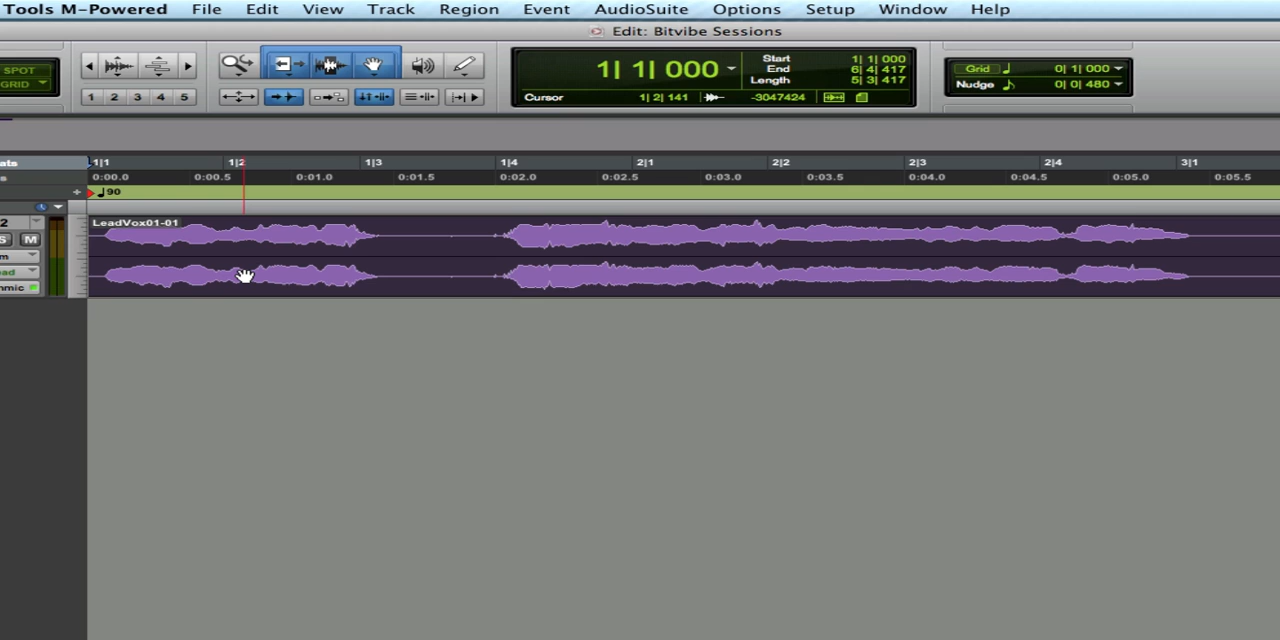 Tools M-Powered File Edit View Track Region Event AudioSuite Options Setup Window Help
Edit: Bitvibe Sessions
SPOT
GRID
1 2 3 4 5
1| 1| 000
Start 1| 1| 000
End 6| 4| 417
Length 5| 3| 417
Cursor 1| 2| 141 -3047424
Grid 0| 1| 000
Nudge 0| 0| 480
ats 1|1 1|2 1|3 1|4 2|1 2|2 2|3 2|4 3|1
s 0:00.0 0:00.5 0:01.0 0:01.5 0:02.0 0:02.5 0:03.0 0:03.5 0:04.0 0:04.5 0:05.0 0:05.5
+ 90
2 LeadVox01-01
S M
m
ead
hmic